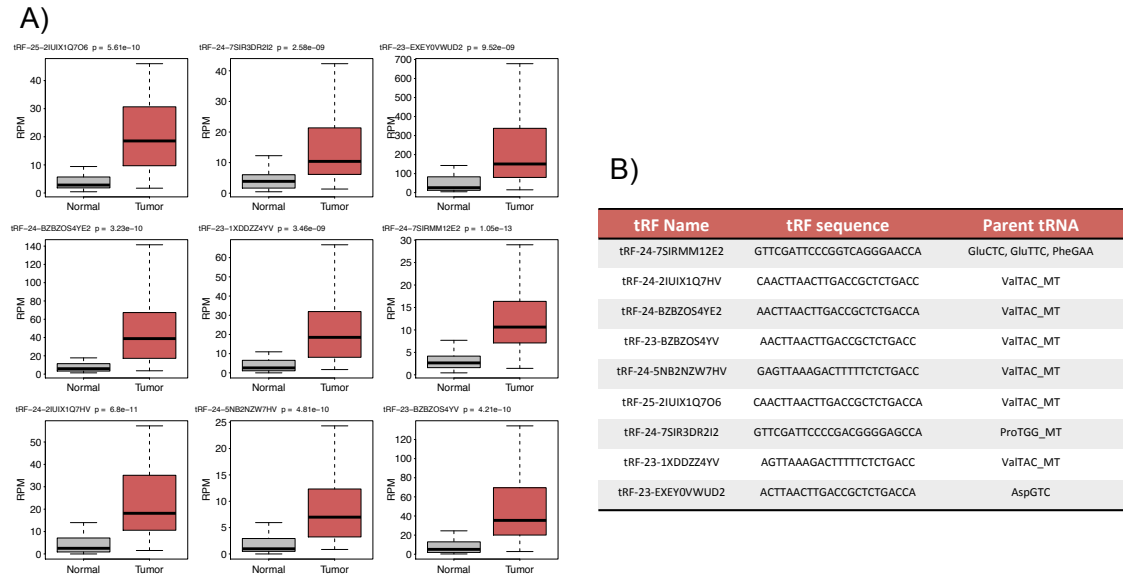 A)
tRF-25-2IUIX1Q7O6 p = 5.61e-10
tRF-24-7SIR3DR2I2 p = 2.58e-09
tRF-23-EXEY0VWUD2 p = 9.52e-09
RPM
0
10
20
30
40
Normal
Tumor
RPM
0
10
20
30
40
Normal
Tumor
RPM
0
100
200
300
400
500
600
700
Normal
Tumor
tRF-24-BZBZOS4YE2 p = 3.23e-10
tRF-23-1XDDZZ4YV p = 3.46e-09
tRF-24-7SIRMM12E2 p = 1.05e-13
RPM
0
20
40
60
80
100
120
140
Normal
Tumor
RPM
0
10
20
30
40
50
60
70
Normal
Tumor
RPM
0
5
10
15
20
25
30
Normal
Tumor
tRF-24-2IUIX1Q7HV p = 6.8e-11
tRF-24-5NB2NZW7HV p = 4.81e-10
tRF-23-BZBZOS4YV p = 4.21e-10
RPM
0
10
20
30
40
50
Normal
Tumor
RPM
0
5
10
15
20
25
Normal
Tumor
RPM
0
20
40
60
80
100
120
Normal
Tumor
B)
tRF Name tRF sequence Parent tRNA
tRF-24-7SIRMM12E2 GTTCGATTCCCGGTCAGGGAACCA GluCTC, GluTTC, PheGAA
tRF-24-2IUIX1Q7HV CAACTTAACTTGACCGCTCTGACC ValTAC_MT
tRF-24-BZBZOS4YE2 AACTTAACTTGACCGCTCTGACCA ValTAC_MT
tRF-23-BZBZOS4YV AACTTAACTTGACCGCTCTGACC ValTAC_MT
tRF-24-5NB2NZW7HV GAGTTAAAGACTTTTTCTCTGACC ValTAC_MT
tRF-25-2IUIX1Q7O6 CAACTTAACTTGACCGCTCTGACCA ValTAC_MT
tRF-24-7SIR3DR2I2 GTTCGATTCCCCGACGGGGAGCCA ProTGG_MT
tRF-23-1XDDZZ4YV AGTTAAAGACTTTTTCTCTGACC ValTAC_MT
tRF-23-EXEY0VWUD2 ACTTAACTTGACCGCTCTGACCA AspGTC